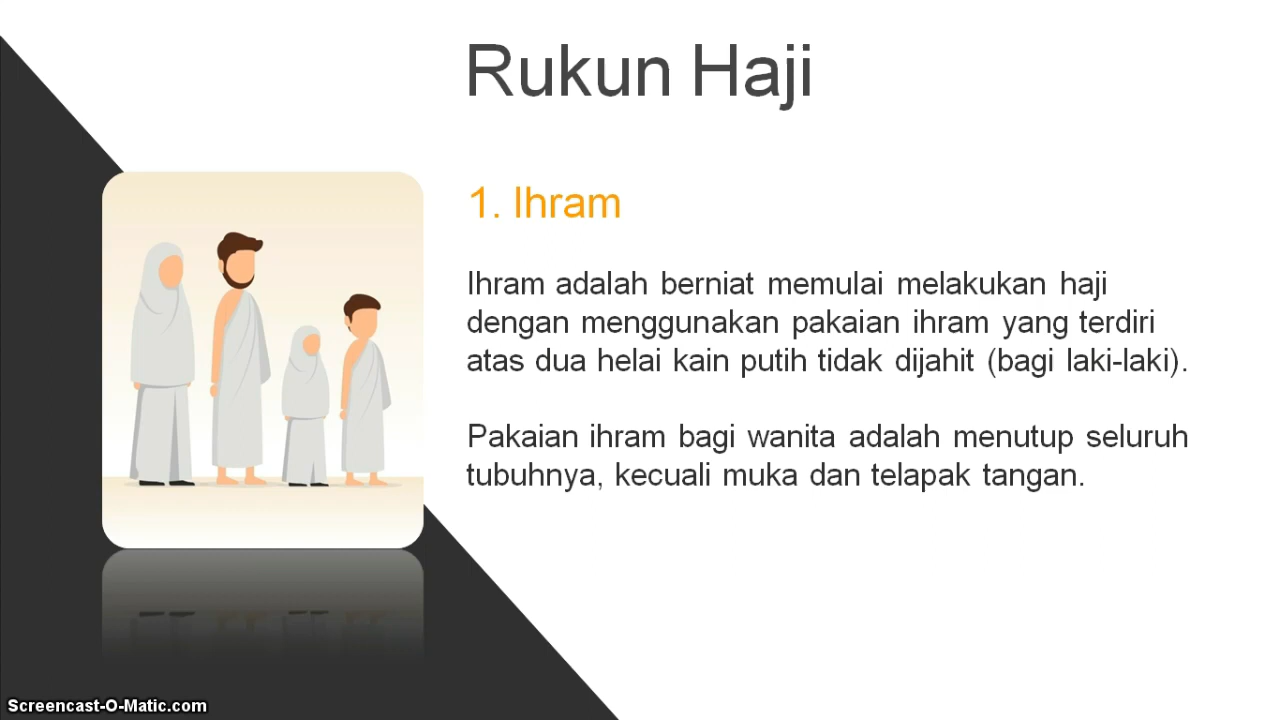 Rukun Haji
1. Ihram
Ihram adalah berniat memulai melakukan haji
dengan menggunakan pakaian ihram yang terdiri
atas dua helai kain putih tidak dijahit (bagi laki-laki).
Pakaian ihram bagi wanita adalah menutup seluruh
tubuhnya, kecuali muka dan telapak tangan.
Screencast-O-Matic.com